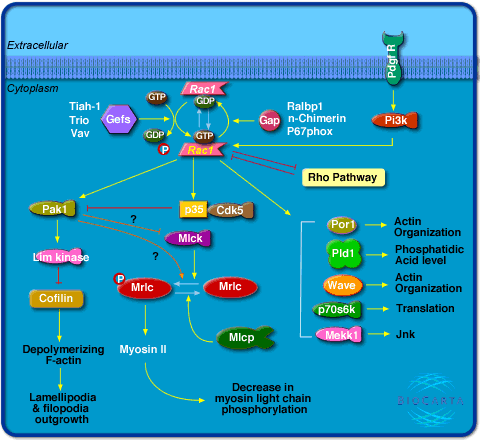 Extracellular
Pdgf R
Cytoplasm
Rac1
GDP
GTP
Tiah-1
Trio
Vav
Gefs
Gap
Ralbp1
n-Chimerin
P67phox
Pi3k
GDP
GTP
P
Rac1
Rho Pathway
Pak1
p35
Cdk5
?
Mlck
Por1
Actin
Organization
Pld1
Phosphatidic
Acid level
Lim kinase
?
P
Mrlc
Mrlc
Wave
Actin
Organization
Cofilin
p70s6k
Translation
Mekk1
Jnk
Mlcp
Depolymerizing
F-actin
Myosin II
Lamellipodia
& filopodia
outgrowth
Decrease in
myosin light chain
phosphorylation
BIOCARTA